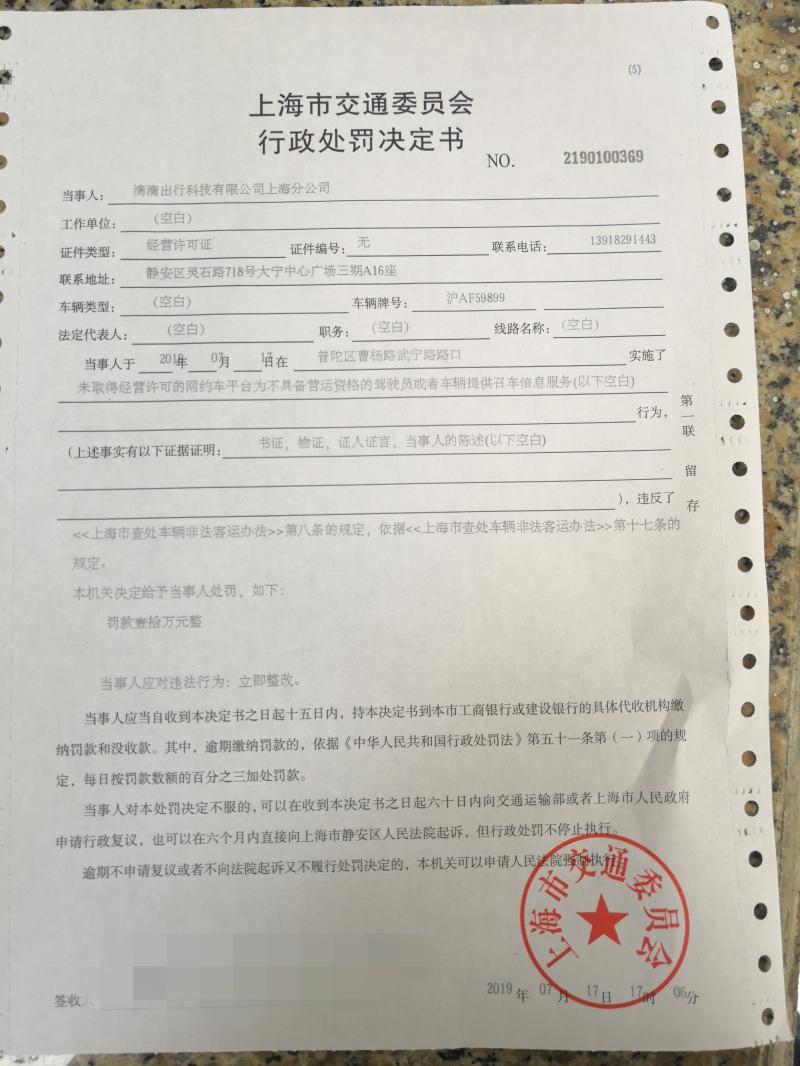 (5)
上海市交通委员会
行政处罚决定书
NO. 2190100369
当事人： 滴滴出行科技有限公司上海分公司
工作单位： （空白）
证件类型： 经营许可证 证件编号： 无 联系电话： 13918291443
联系地址： 静安区灵石路718号大宁中心广场三期A16座
车辆类型： （空白） 车辆牌号： 沪AF59899
法定代表人： （空白） 职务： （空白） 线路名称： （空白）
当事人于 2019 年 07 月 17 日在 普陀区曹杨路武宁路路口 实施了
未取得经营许可的网约车平台为不具备营运资格的驾驶员或者车辆提供召车信息服务(以下空白)
行为，
(上述事实有以下证据证明： 书证，物证，证人证言，当事人的陈述(以下空白)
)，违反了
<<上海市查处车辆非法客运办法>>第八条的规定，依据<<上海市查处车辆非法客运办法>>第十七条的
规定。
本机关决定给予当事人处罚，如下：
罚款壹拾万元整
当事人应对违法行为：立即整改。
当事人应当自收到本决定书之日起十五日内，持本决定书到本市工商银行或建设银行的具体代收机构缴
纳罚款和没收款。其中，逾期缴纳罚款的，依据《中华人民共和国行政处罚法》第五十一条第（一）项的规
定，每日按罚款数额的百分之三加处罚款。
当事人对本处罚决定不服的，可以在收到本决定书之日起六十日内向交通运输部或者上海市人民政府
申请行政复议，也可以在六个月内直接向上海市静安区人民法院起诉，但行政处罚不停止执行。
逾期不申请复议或者不向法院起诉又不履行处罚决定的，本机关可以申请人民法院强制执行。
第一联 留存
上海市交通委员会
签收人
2019 年 07 月 17 日 17 时 06 分